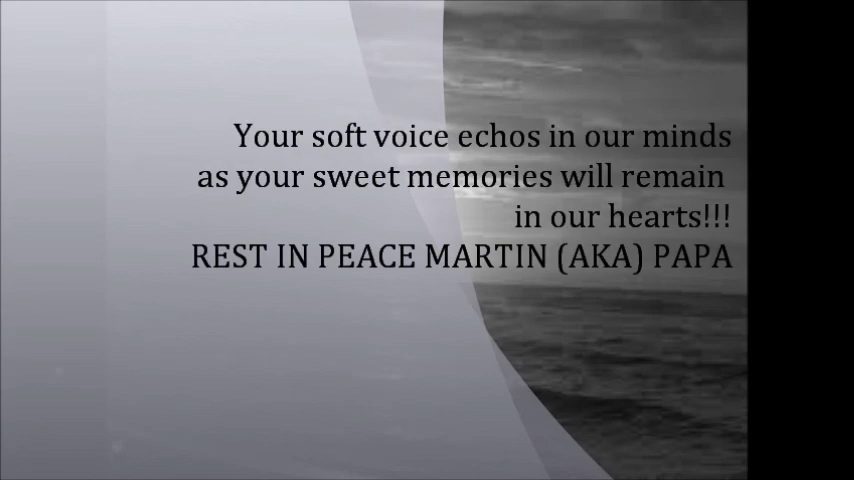 Your soft voice echos in our minds
as your sweet memories will remain
in our hearts!!!
REST IN PEACE MARTIN (AKA) PAPA